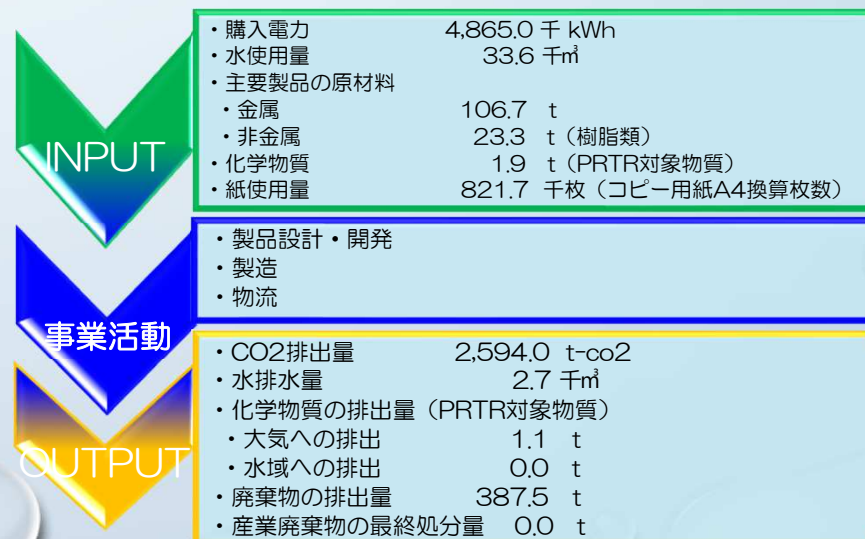 INPUT
・購入電力 4,865.0 千 kWh
・水使用量 33.6 千㎥
・主要製品の原材料
・金属 106.7 t
・非金属 23.3 t（樹脂類）
・化学物質 1.9 t（PRTR対象物質）
・紙使用量 821.7 千枚（コピー用紙A4換算枚数）
事業活動
・製品設計・開発
・製造
・物流
OUTPUT
・CO2排出量 2,594.0 t-co2
・水排水量 2.7 千㎥
・化学物質の排出量（PRTR対象物質）
・大気への排出 1.1 t
・水域への排出 0.0 t
・廃棄物の排出量 387.5 t
・産業廃棄物の最終処分量 0.0 t